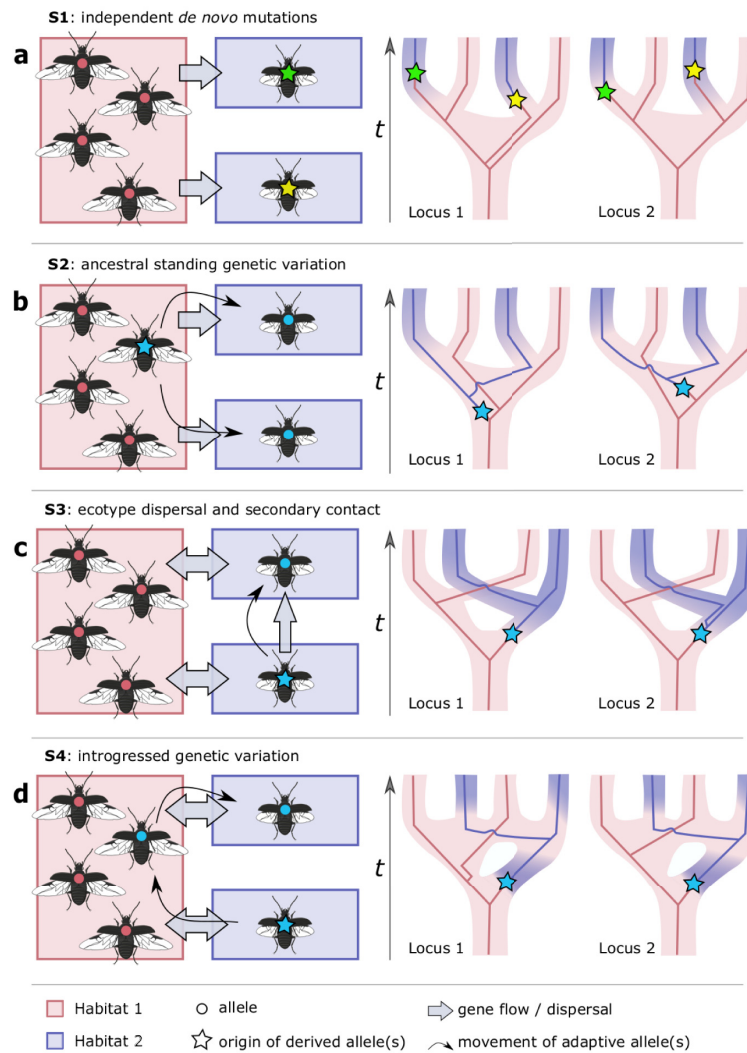 S1: independent de novo mutations
a
t
Locus 1
Locus 2
S2: ancestral standing genetic variation
b
t
Locus 1
Locus 2
S3: ecotype dispersal and secondary contact
c
t
Locus 1
Locus 2
S4: introgressed genetic variation
d
t
Locus 1
Locus 2
Habitat 1
allele
gene flow / dispersal
Habitat 2
origin of derived allele(s)
movement of adaptive allele(s)